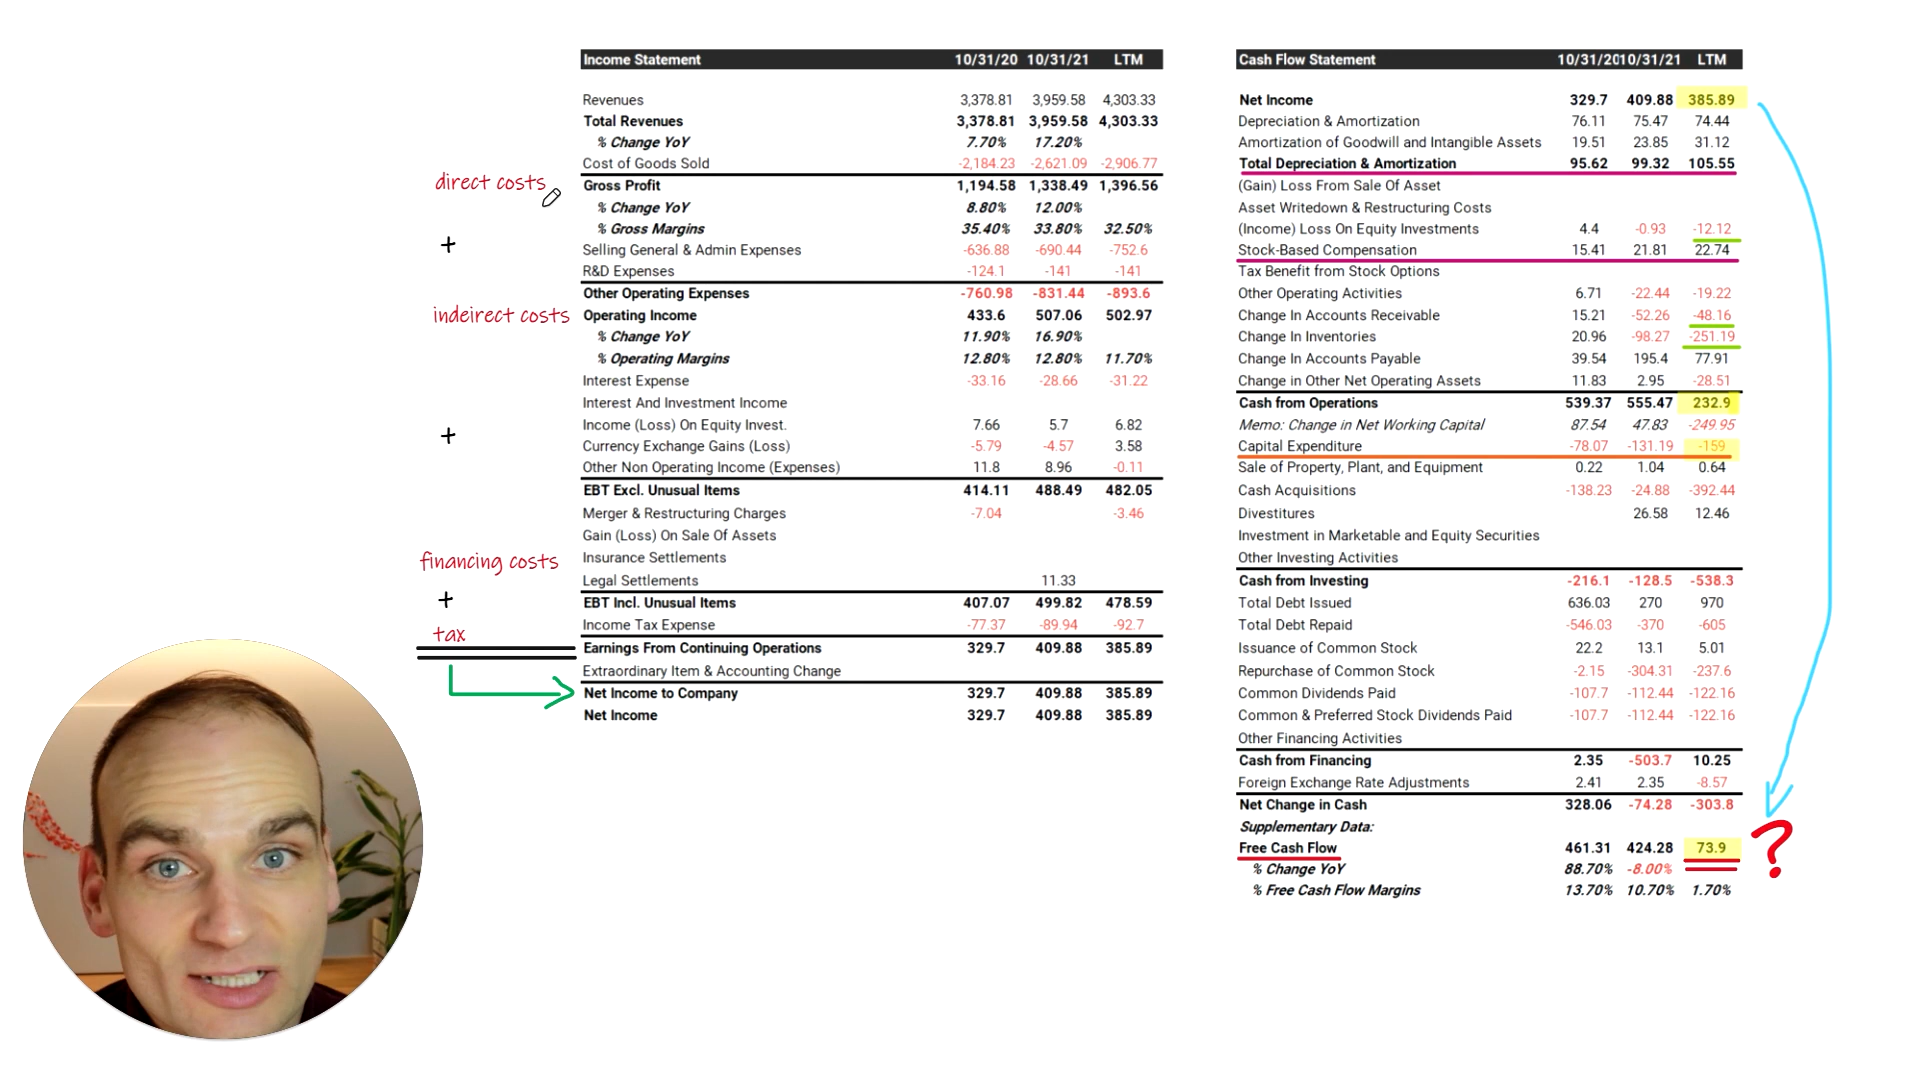 Income Statement 10/31/20 10/31/21 LTM
Revenues 3,378.81 3,959.58 4,303.33
Total Revenues 3,378.81 3,959.58 4,303.33
% Change YoY 7.70% 17.20%
Cost of Goods Sold -2,184.23 -2,621.09 -2,906.77
direct costs
Gross Profit 1,194.58 1,338.49 1,396.56
% Change YoY 8.80% 12.00%
% Gross Margins 35.40% 33.80% 32.50%
+
Selling General & Admin Expenses -636.88 -690.44 -752.6
R&D Expenses -124.1 -141 -141
Other Operating Expenses -760.98 -831.44 -893.6
indeirect costs
Operating Income 433.6 507.06 502.97
% Change YoY 11.90% 16.90%
% Operating Margins 12.80% 12.80% 11.70%
Interest Expense -33.16 -28.66 -31.22
Interest And Investment Income
Income (Loss) On Equity Invest. 7.66 5.7 6.82
+
Currency Exchange Gains (Loss) -5.79 -4.57 3.58
Other Non Operating Income (Expenses) 11.8 8.96 -0.11
EBT Excl. Unusual Items 414.11 488.49 482.05
Merger & Restructuring Charges -7.04 -3.46
Gain (Loss) On Sale Of Assets
Insurance Settlements
financing costs
Legal Settlements 11.33
+
EBT Incl. Unusual Items 407.07 499.82 478.59
Income Tax Expense -77.37 -89.94 -92.7
tax
Earnings From Continuing Operations 329.7 409.88 385.89
Extraordinary Item & Accounting Change
Net Income to Company 329.7 409.88 385.89
Net Income 329.7 409.88 385.89
Cash Flow Statement 10/31/2010/31/21 LTM
Net Income 329.7 409.88 385.89
Depreciation & Amortization 76.11 75.47 74.44
Amortization of Goodwill and Intangible Assets 19.51 23.85 31.12
Total Depreciation & Amortization 95.62 99.32 105.55
(Gain) Loss From Sale Of Asset
Asset Writedown & Restructuring Costs
(Income) Loss On Equity Investments 4.4 -0.93 -12.12
Stock-Based Compensation 15.41 21.81 22.74
Tax Benefit from Stock Options
Other Operating Activities 6.71 -22.44 -19.22
Change In Accounts Receivable 15.21 -52.26 -48.16
Change In Inventories 20.96 -98.27 -251.19
Change In Accounts Payable 39.54 195.4 77.91
Change in Other Net Operating Assets 11.83 2.95 -28.51
Cash from Operations 539.37 555.47 232.9
Memo: Change in Net Working Capital 87.54 47.83 -249.95
Capital Expenditure -78.07 -131.19 -159
Sale of Property, Plant, and Equipment 0.22 1.04 0.64
Cash Acquisitions -138.23 -24.88 -392.44
Divestitures 26.58 12.46
Investment in Marketable and Equity Securities
Other Investing Activities
Cash from Investing -216.1 -128.5 -538.3
Total Debt Issued 636.03 270 970
Total Debt Repaid -546.03 -370 -605
Issuance of Common Stock 22.2 13.1 5.01
Repurchase of Common Stock -2.15 -304.31 -237.6
Common Dividends Paid -107.7 -112.44 -122.16
Common & Preferred Stock Dividends Paid -107.7 -112.44 -122.16
Other Financing Activities
Cash from Financing 2.35 -503.7 10.25
Foreign Exchange Rate Adjustments 2.41 2.35 -8.57
Net Change in Cash 328.06 -74.28 -303.8
Supplementary Data:
Free Cash Flow 461.31 424.28 73.9 ?
% Change YoY 88.70% -8.00%
% Free Cash Flow Margins 13.70% 10.70% 1.70%